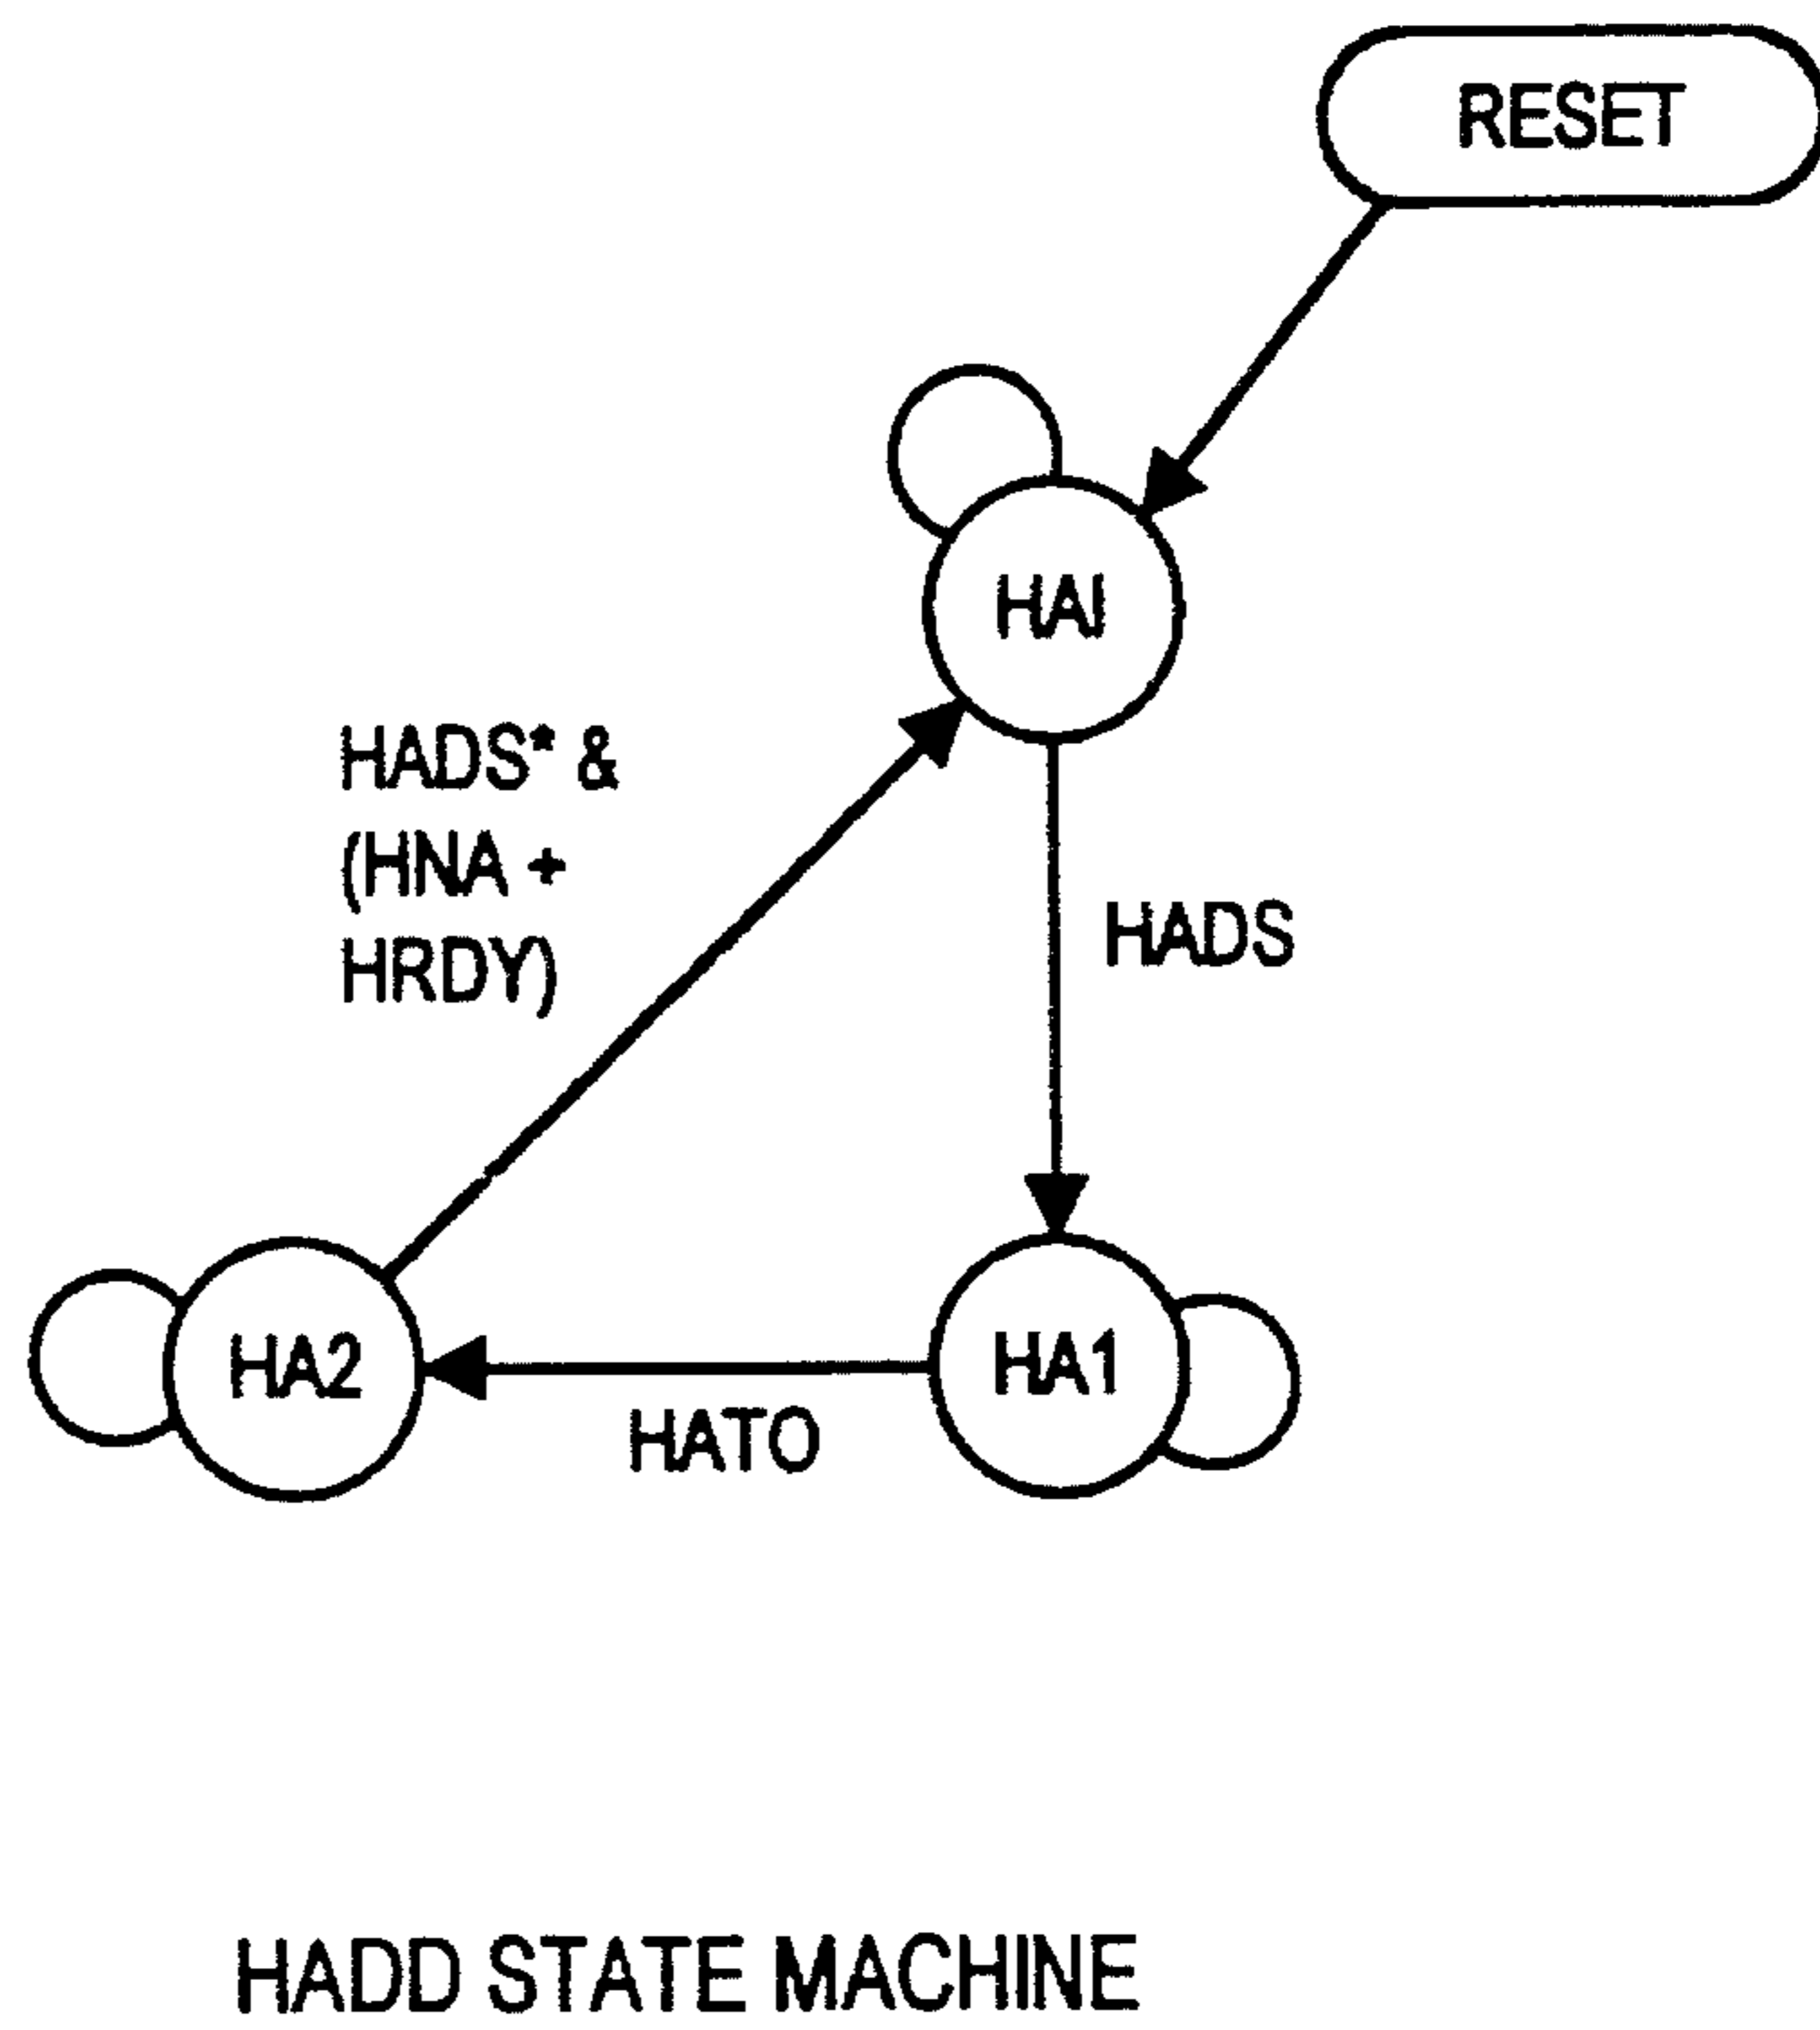 RESET
HAI
HADS* &
(HNA +
HRDY)
HADS
HA2
HA1
HATO
HADD STATE MACHINE